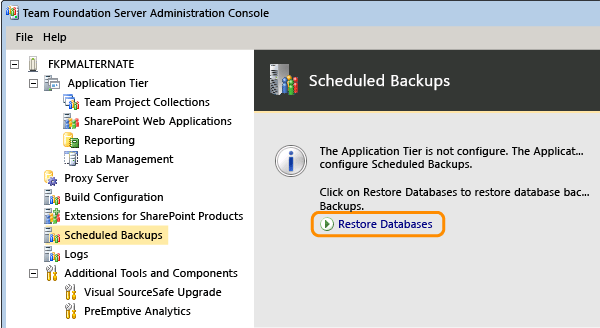 Team Foundation Server Administration Console
File Help
FKPMALTERNATE
Application Tier
Team Project Collections
SharePoint Web Applications
Reporting
Lab Management
Proxy Server
Build Configuration
Extensions for SharePoint Products
Scheduled Backups
Logs
Additional Tools and Components
Visual SourceSafe Upgrade
PreEmptive Analytics
Scheduled Backups
The Application Tier is not configure. The Applicat...
configure Scheduled Backups.
Click on Restore Databases to restore database bac...
Backups.
Restore Databases